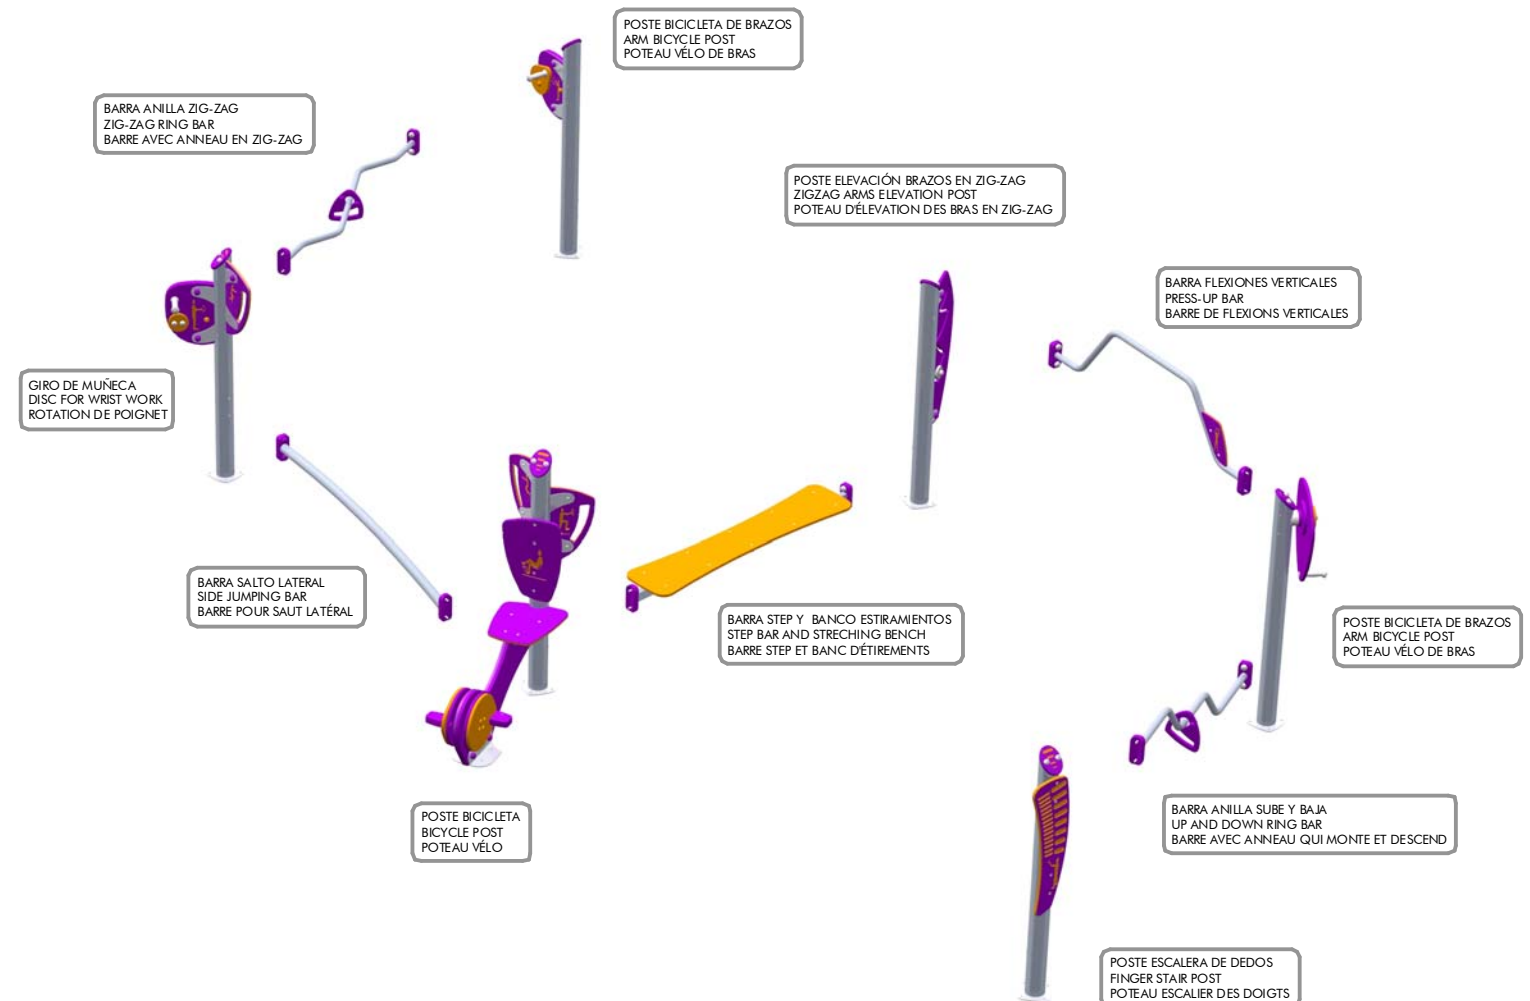 POSTE BICICLETA DE BRAZOS
ARM BICYCLE POST
POTEAU VÉLO DE BRAS
BARRA ANILLA ZIG-ZAG
ZIG-ZAG RING BAR
BARRE AVEC ANNEAU EN ZIG-ZAG
POSTE ELEVACIÓN BRAZOS EN ZIG-ZAG
ZIGZAG ARMS ELEVATION POST
POTEAU D'ÉLEVATION DES BRAS EN ZIG-ZAG
BARRA FLEXIONES VERTICALES
PRESS-UP BAR
BARRE DE FLEXIONS VERTICALES
GIRO DE MUÑECA
DISC FOR WRIST WORK
ROTATION DE POIGNET
BARRA SALTO LATERAL
SIDE JUMPING BAR
BARRE POUR SAUT LATÉRAL
BARRA STEP Y BANCO ESTIRAMIENTOS
STEP BAR AND STRECHING BENCH
BARRE STEP ET BANC D'ÉTIREMENTS
POSTE BICICLETA DE BRAZOS
ARM BICYCLE POST
POTEAU VÉLO DE BRAS
POSTE BICICLETA
BICYCLE POST
POTEAU VÉLO
BARRA ANILLA SUBE Y BAJA
UP AND DOWN RING BAR
BARRE AVEC ANNEAU QUI MONTE ET DESCEND
POSTE ESCALERA DE DEDOS
FINGER STAIR POST
POTEAU ESCALIER DES DOIGTS